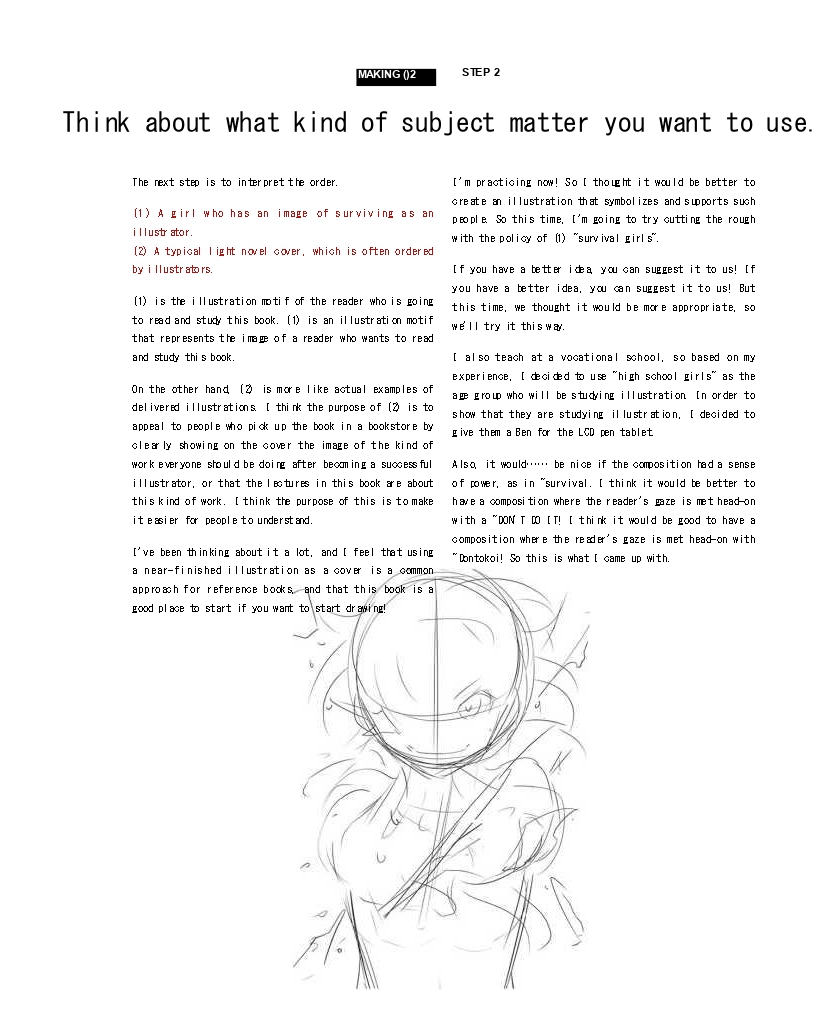 MAKING ()2
STEP 2
Think about what kind of subject matter you want to use.
The next step is to interpret the order.
(1) A girl who has an image of surviving as an
illustrator.
(2) A typical light novel cover, which is often ordered
by illustrators.
(1) is the illustration motif of the reader who is going
to read and study this book. (1) is an illustration motif
that represents the image of a reader who wants to read
and study this book.
On the other hand, (2) is more like actual examples of
delivered illustrations. I think the purpose of (2) is to
appeal to people who pick up the book in a bookstore by
clearly showing on the cover the image of the kind of
work everyone should be doing after becoming a successful
illustrator, or that the lectures in this book are about
this kind of work. I think the purpose of this is to make
it easier for people to understand.
I've been thinking about it a lot, and I feel that using
a near-finished illustration as a cover is a common
approach for reference books, and that this book is a
good place to start if you want to start drawing!
I'm practicing now! So I thought it would be better to
create an illustration that symbolizes and supports such
people. So this time, I'm going to try cutting the rough
with the policy of (1) "survival girls".
If you have a better idea, you can suggest it to us! If
you have a better idea, you can suggest it to us! But
this time, we thought it would be more appropriate, so
we'll try it this way.
I also teach at a vocational school, so based on my
experience, I decided to use "high school girls" as the
age group who will be studying illustration. In order to
show that they are studying illustration, I decided to
give them a Ben for the LCD pen tablet.
Also, it would…… be nice if the composition had a sense
of power, as in "survival. I think it would be better to
have a composition where the reader's gaze is met head-on
with a "DON'T DO IT! I think it would be good to have a
composition where the reader's gaze is met head-on with
"Dontokoi! So this is what I came up with.